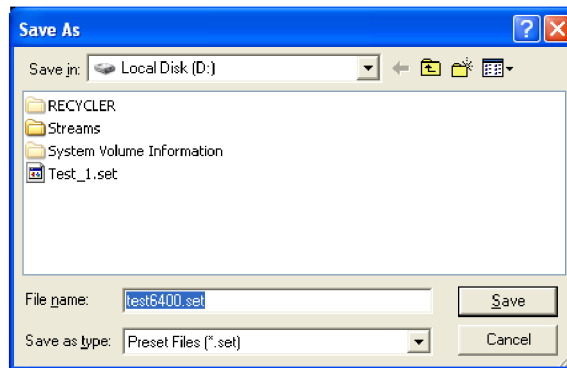 Save As
Save in: Local Disk (D:)
RECYCLER
Streams
System Volume Information
Test_1.set
File name: test6400.set Save
Save as type: Preset Files (*.set) Cancel